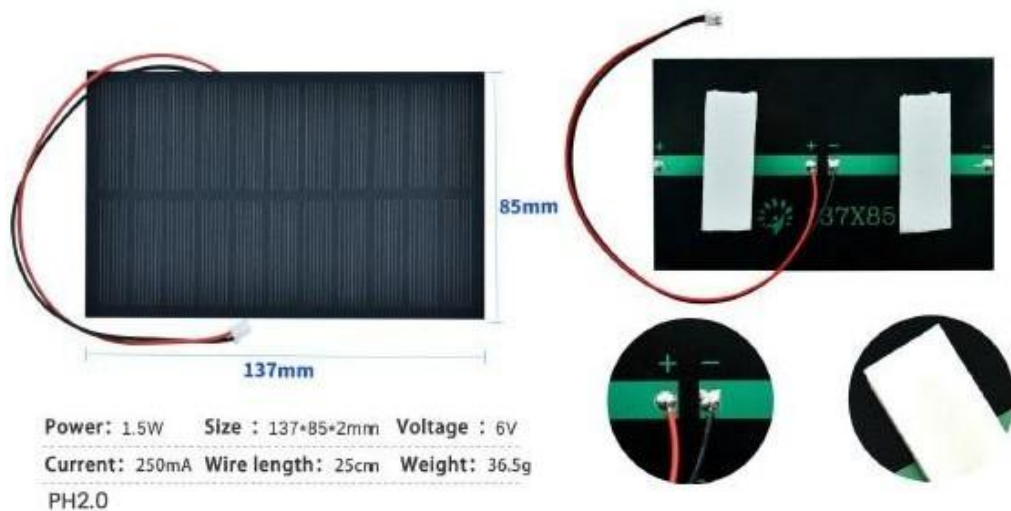 85mm
137mm
Power: 1.5W Size : 137*85*2mm Voltage : 6V
Current: 250mA Wire length: 25cm Weight: 36.5g
PH2.0
+ + - -
37X85
+ -